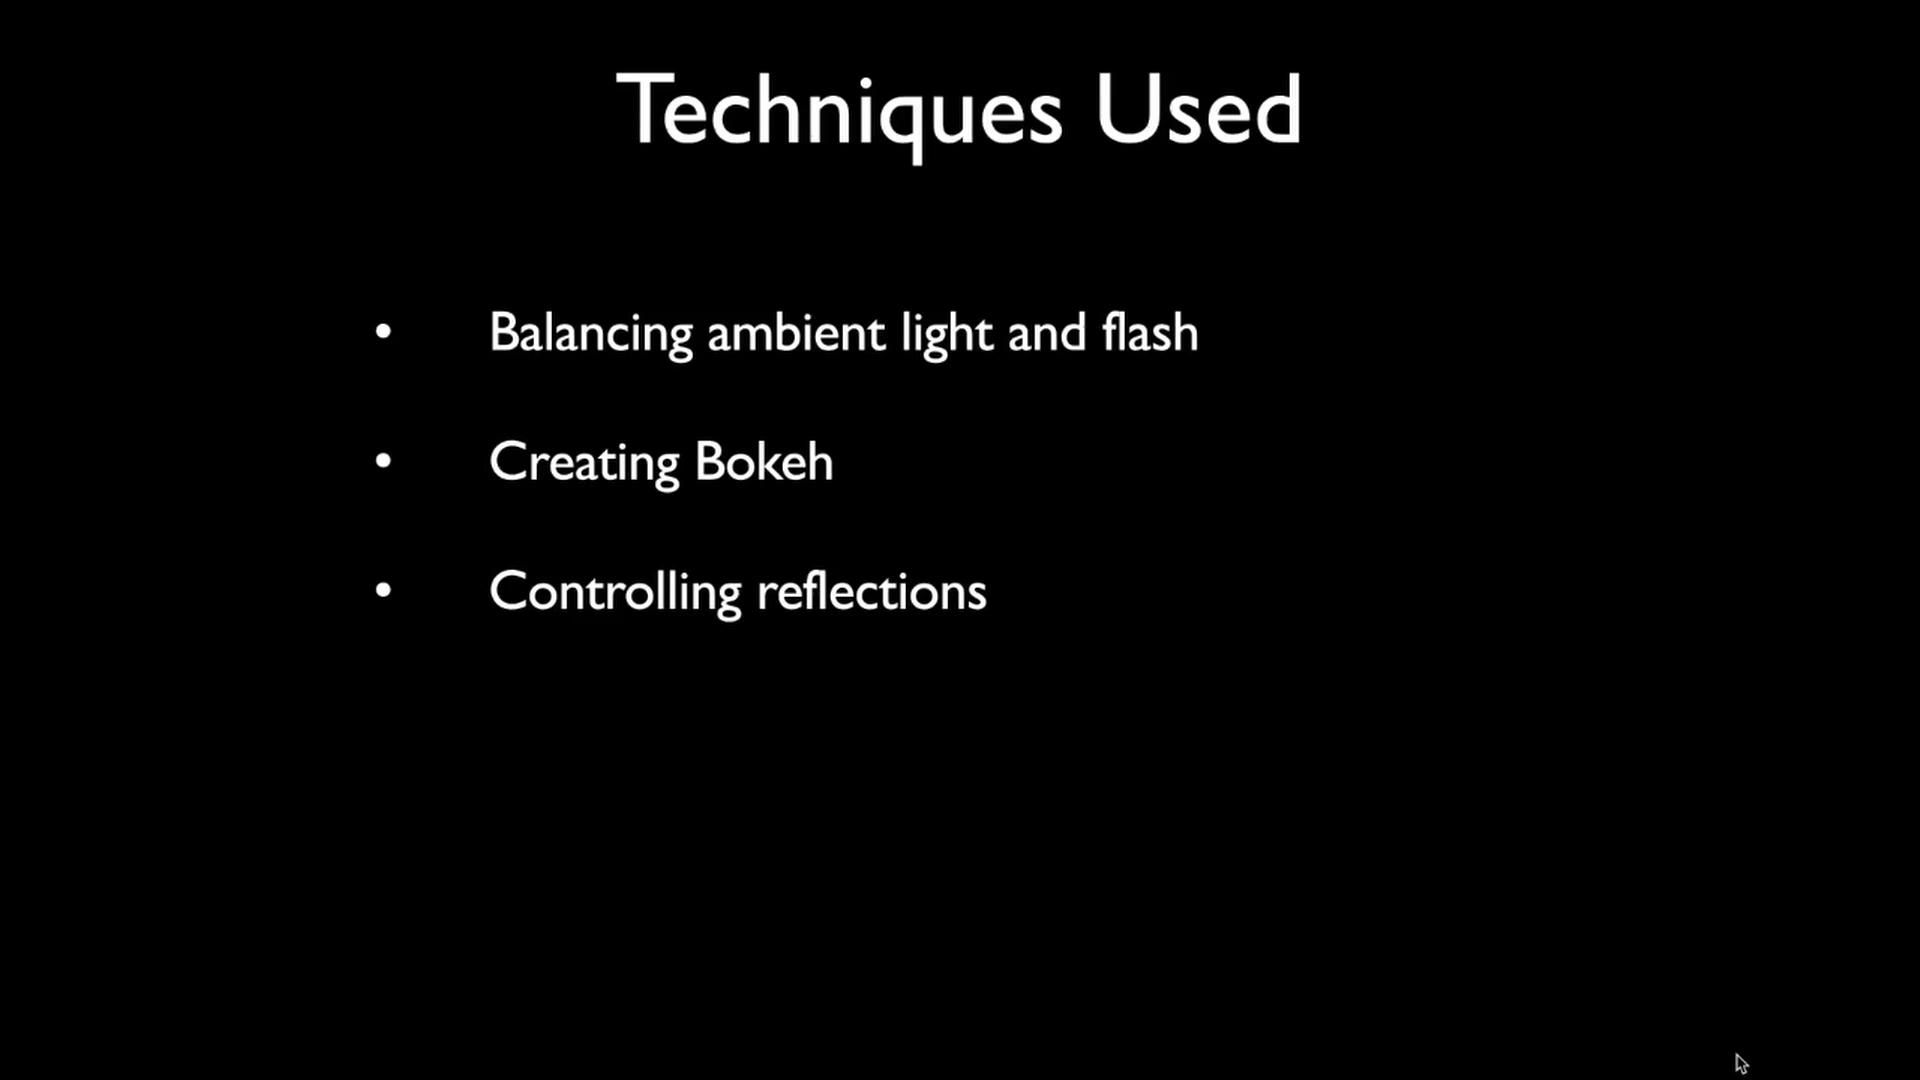 Techniques Used
• Balancing ambient light and flash
• Creating Bokeh
• Controlling reflections